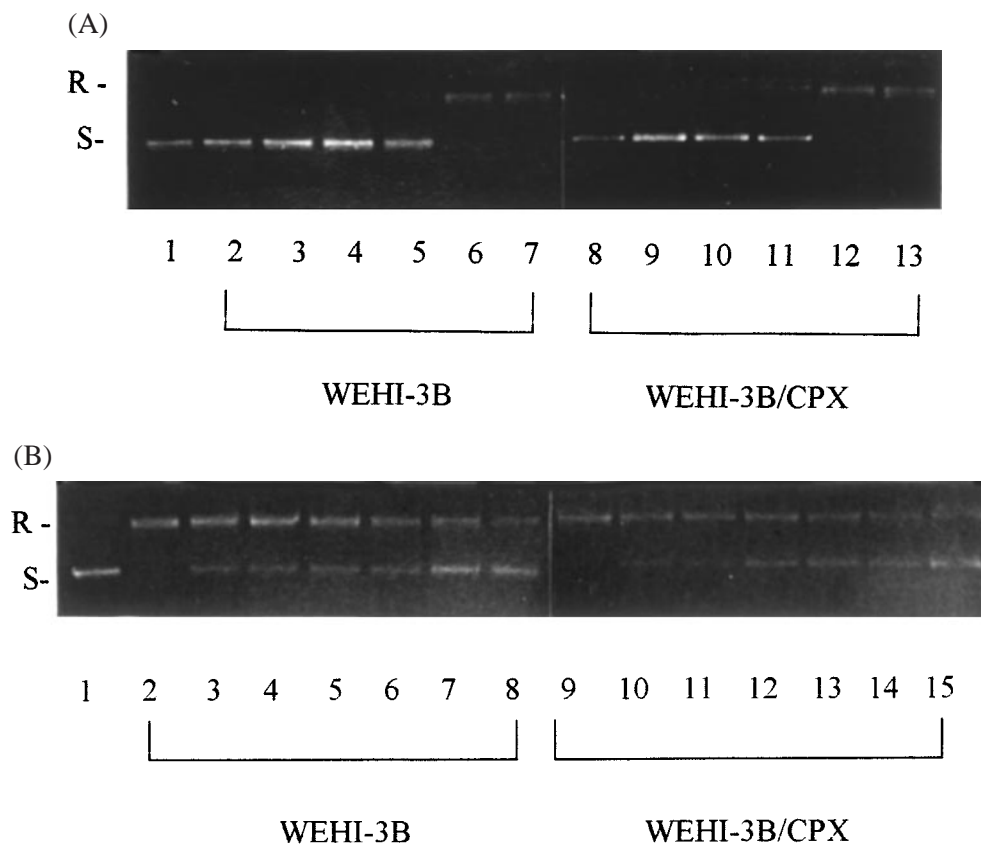 (A)
R -
S-
1 2 3 4 5 6 7 8 9 10 11 12 13
WEHI-3B WEHI-3B/CPX
(B)
R -
S-
1 2 3 4 5 6 7 8 9 10 11 12 13 14 15
WEHI-3B WEHI-3B/CPX